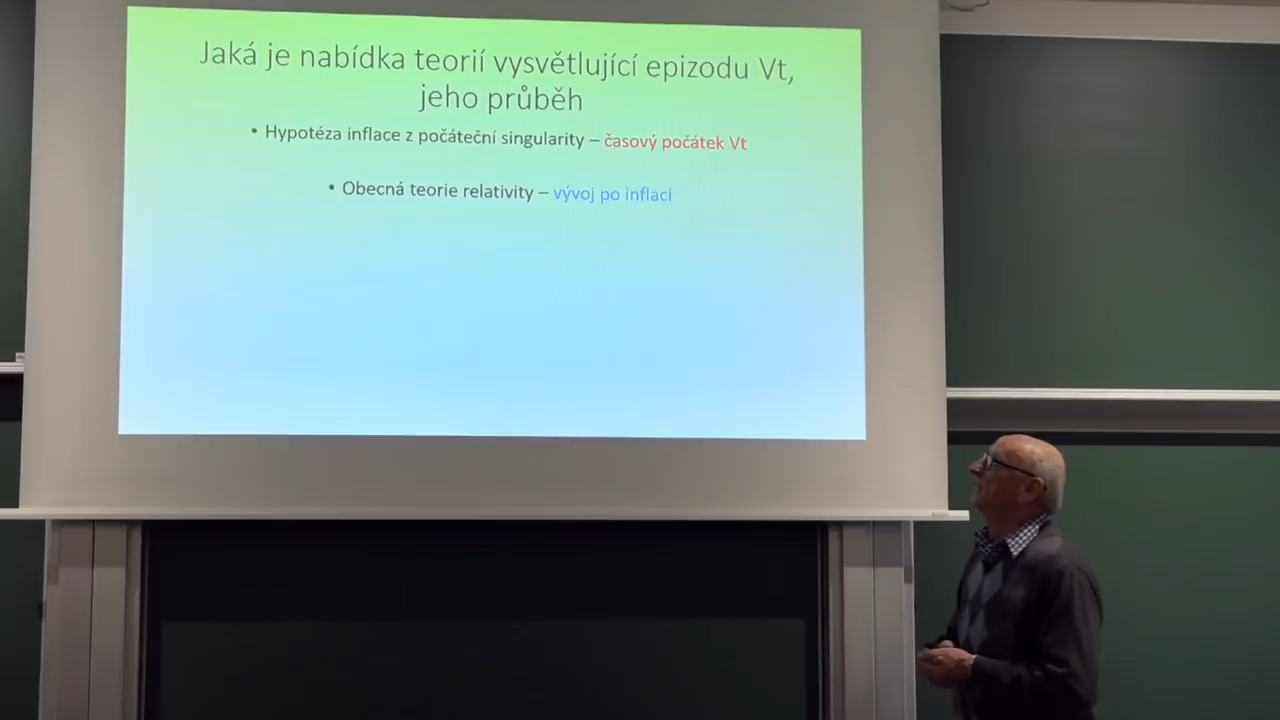 Jaká je nabídka teorií vysvětlující epizodu Vt,
jeho průběh
• Hypotéza inflace z počáteční singularity – časový počátek Vt
• Obecná teorie relativity – vývoj po inflaci